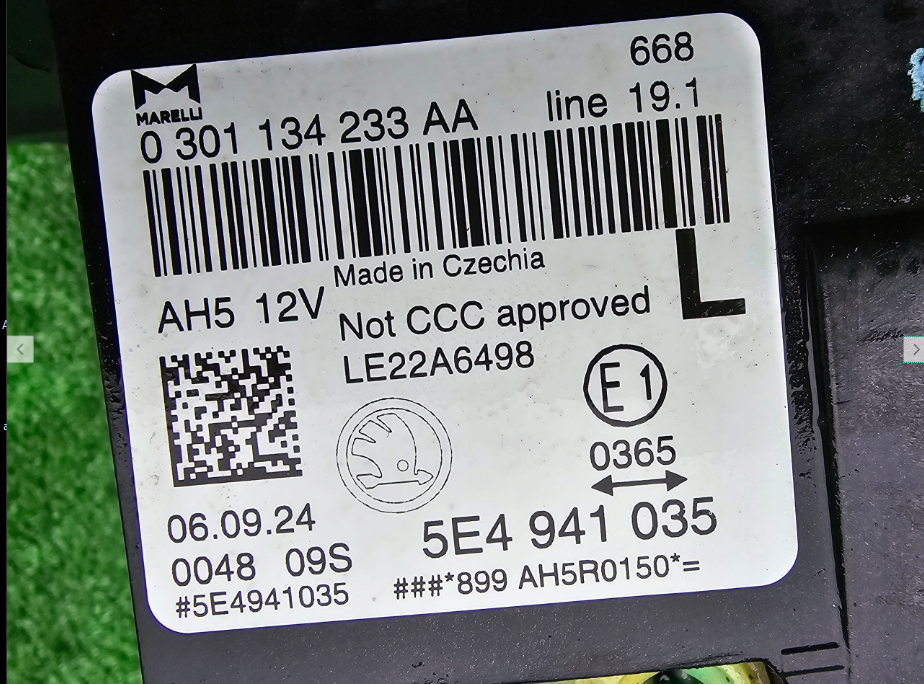 668
MARELLI
0 301 134 233 AA line 19.1
Made in Czechia
L
AH5 12V
Not CCC approved
LE22A6498
E1
0365
06.09.24
5E4 941 035
0048 09S
#5E4941035
###*899 AH5R0150*=